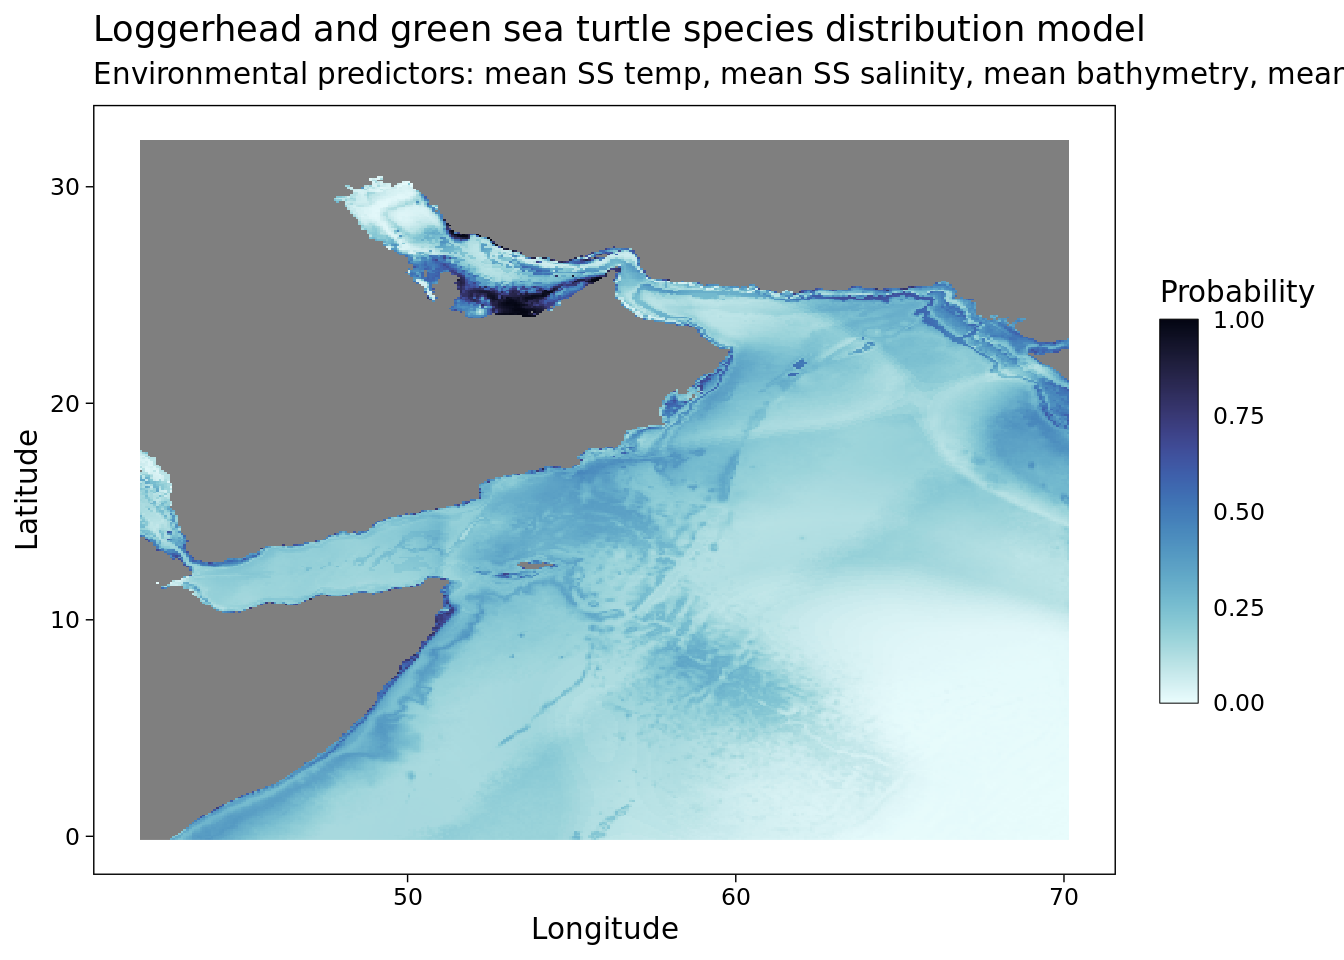 Loggerhead and green sea turtle species distribution model
Environmental predictors: mean SS temp, mean SS salinity, mean bathymetry, mean
30
20
10
0
Latitude
50
60
70
Longitude
Probability
1.00
0.75
0.50
0.25
0.00